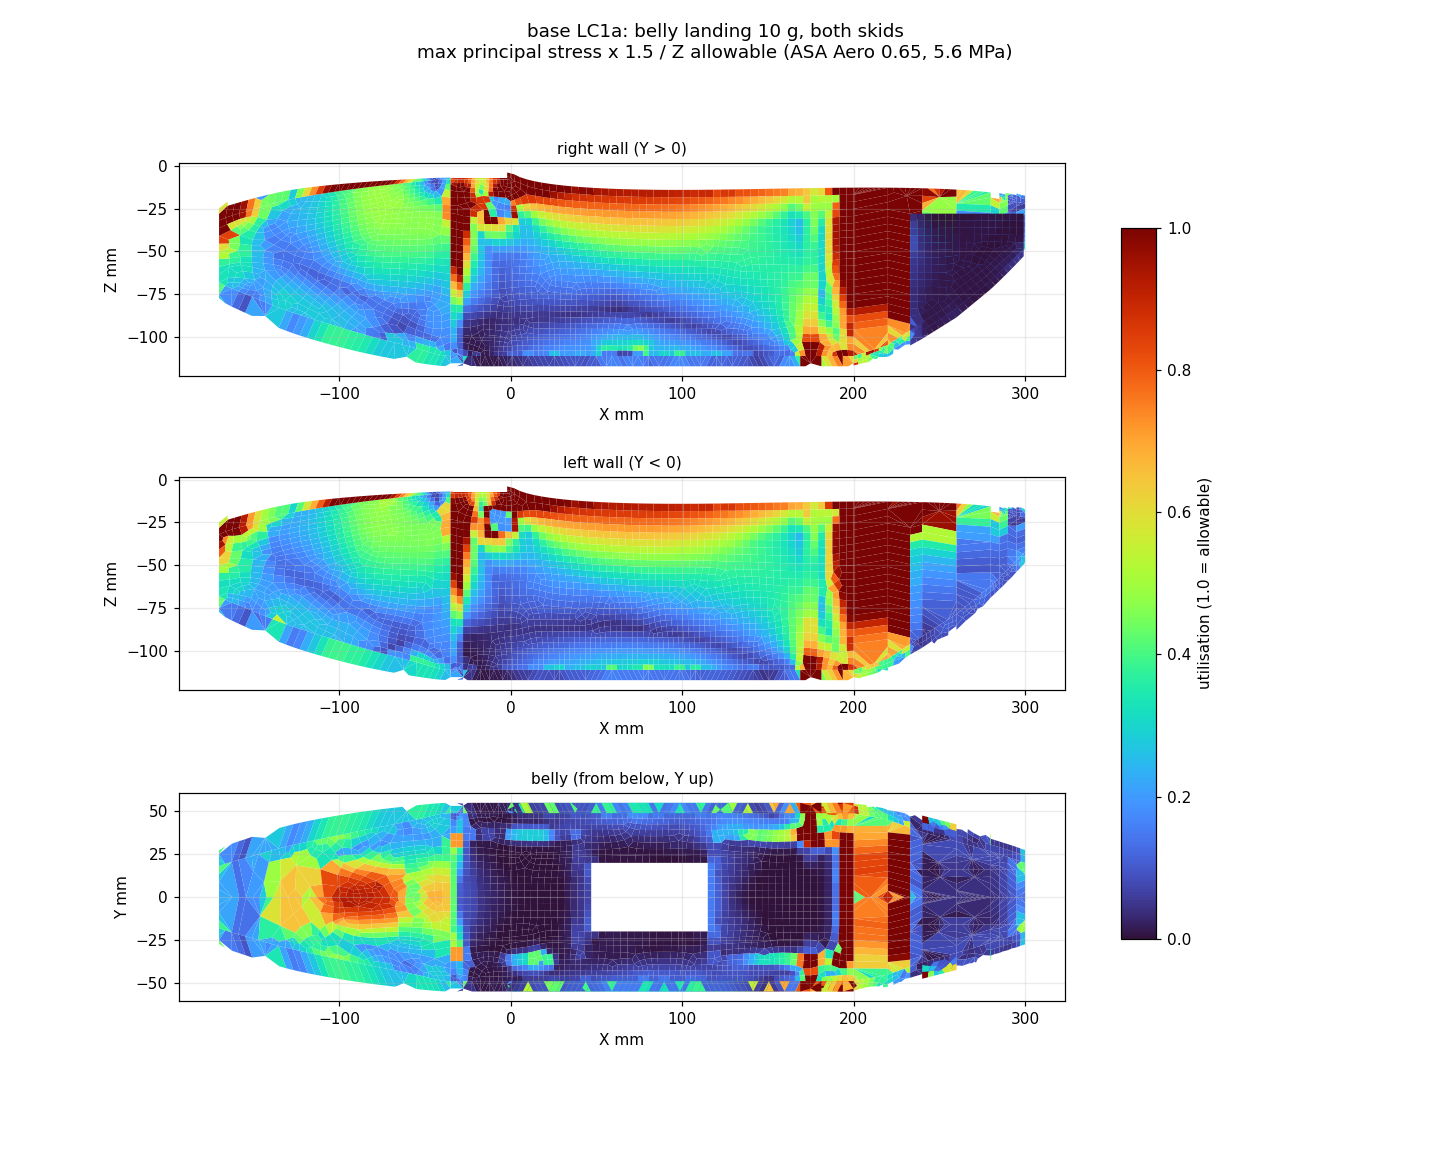 base LC1a: belly landing 10 g, both skids
max principal stress x 1.5 / Z allowable (ASA Aero 0.65, 5.6 MPa)
right wall (Y > 0)
0
−25
−50
−75
−100
Z mm
−100 0 100 200 300
X mm
left wall (Y < 0)
0
−25
−50
−75
−100
Z mm
−100 0 100 200 300
X mm
belly (from below, Y up)
50
25
0
−25
−50
Y mm
−100 0 100 200 300
X mm
1.0
0.8
0.6
0.4
0.2
0.0
utilisation (1.0 = allowable)